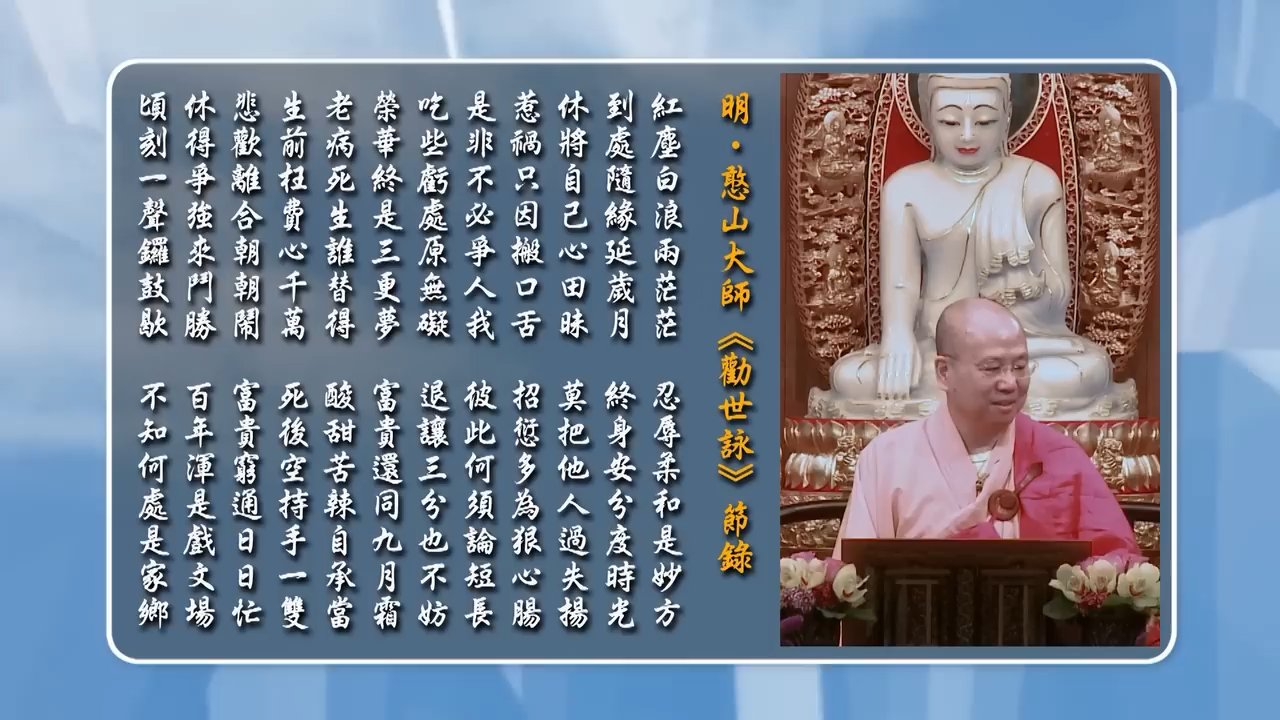 明·憨山大師《勸世詠》節錄
紅塵白浪兩茫茫 忍辱柔和是妙方
到處隨緣延歲月 終身安分度時光
休將自己心田昧 莫把他人過失揚
惹禍只因搬口舌 招愆多為狠心腸
是非不必爭人我 彼此何須論短長
吃些虧處原無礙 退讓三分也不妨
榮華終是三更夢 富貴還同九月霜
老病死生誰替得 酸甜苦辣自承當
生前枉費心千萬 死後空持手一雙
悲歡離合朝朝鬧 富貴窮通日日忙
休得爭強來鬥勝 百年渾是戲文場
頃刻一聲鑼鼓歇 不知何處是家鄉